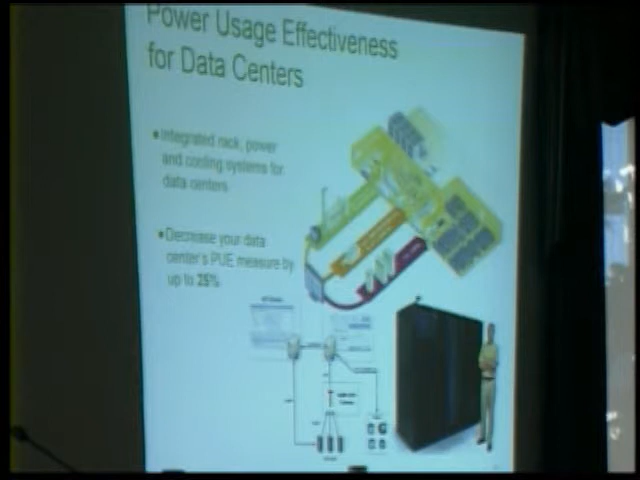 Power Usage Effectiveness
for Data Centers
•Integrated rack, power
and cooling systems for
data centers
•Decrease your data
center's PUE measure by
up to 25%